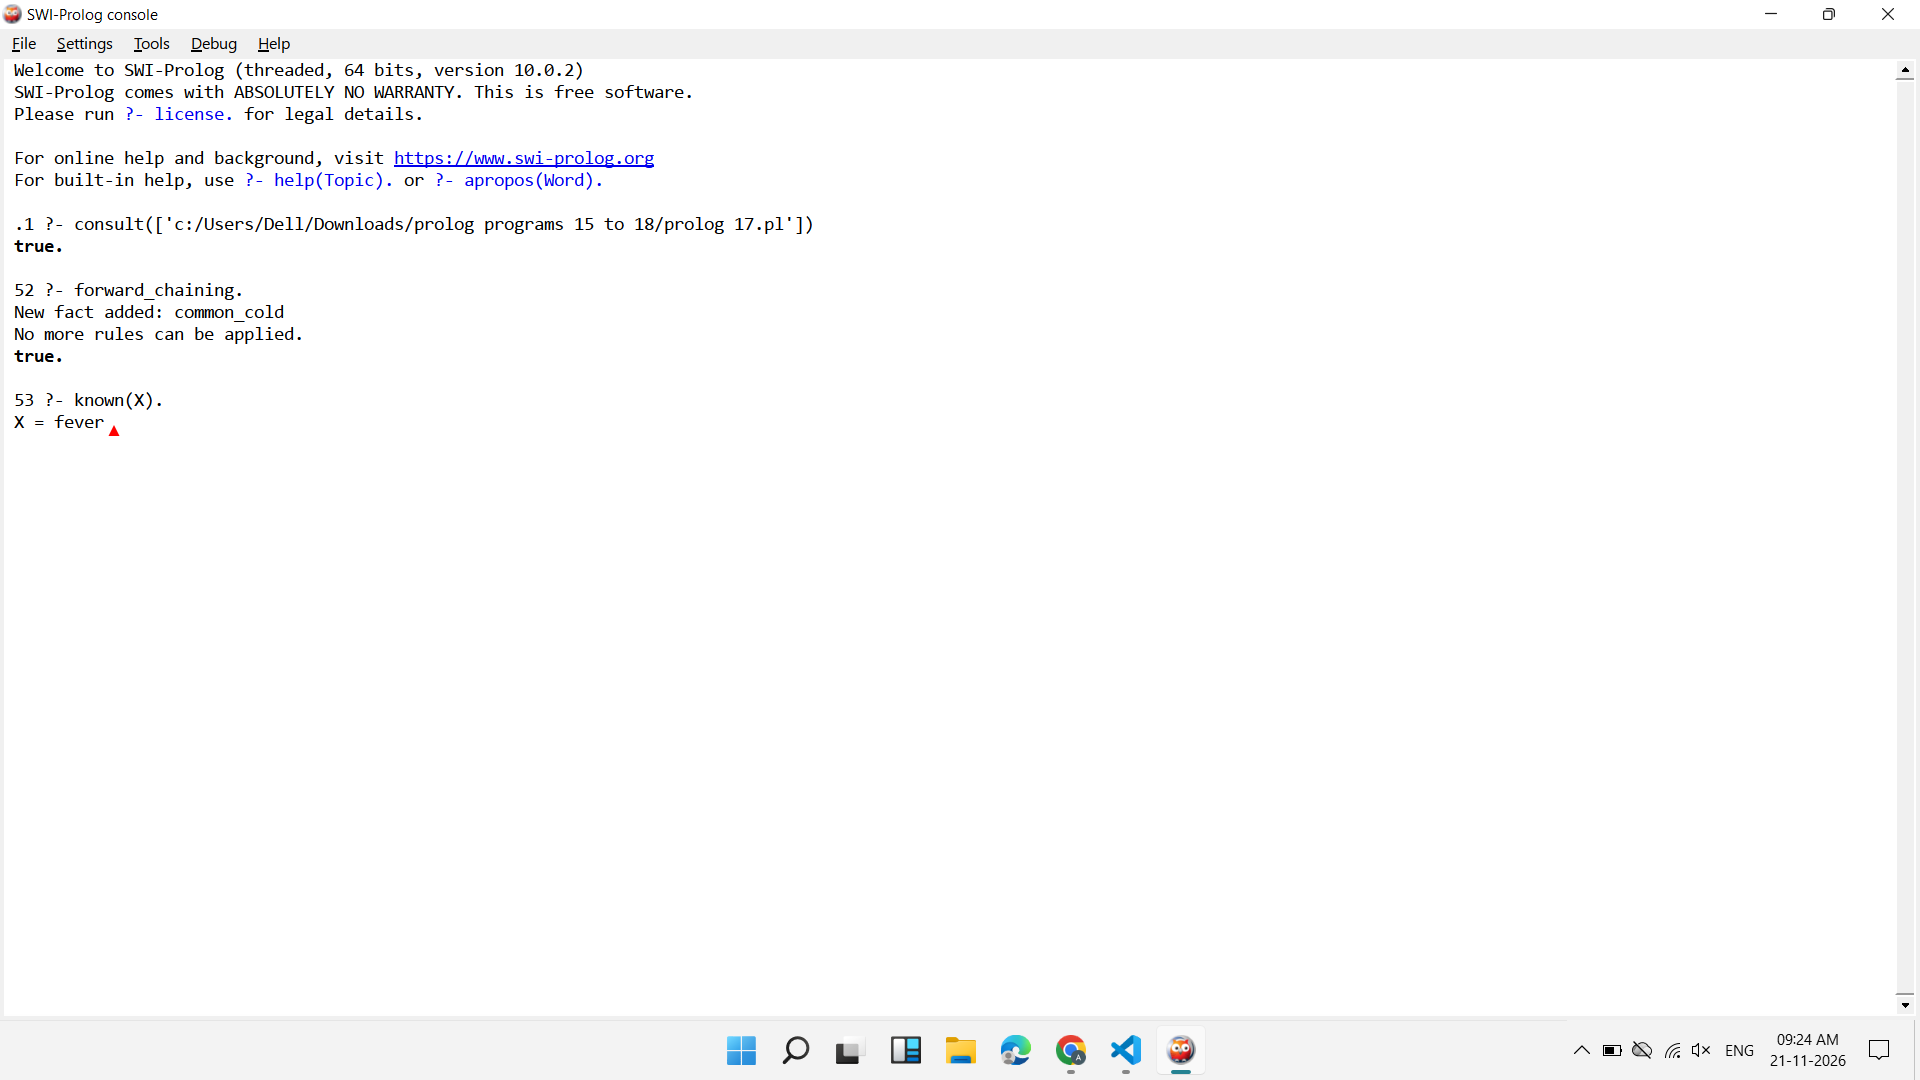 SWI-Prolog console
File Settings Tools Debug Help
Welcome to SWI-Prolog (threaded, 64 bits, version 10.0.2)
SWI-Prolog comes with ABSOLUTELY NO WARRANTY. This is free software.
Please run ?- license. for legal details.
For online help and background, visit https://www.swi-prolog.org
For built-in help, use ?- help(Topic). or ?- apropos(Word).
.1 ?- consult(['c:/Users/Dell/Downloads/prolog programs 15 to 18/prolog 17.pl'])
true.
52 ?- forward_chaining.
New fact added: common_cold
No more rules can be applied.
true.
53 ?- known(X).
X = fever
A
ENG
09:24 AM
21-11-2026